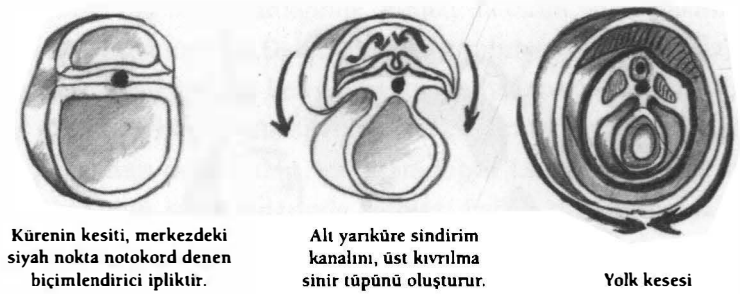 Kürenin kesiti, merkezdeki
siyah nokta notokord denen
biçimlendirici ipliktir.
Alt yarıküre sindirim
kanalını, üst kıvrılma
sinir tüpünü oluşturur.
Yolk kesesi